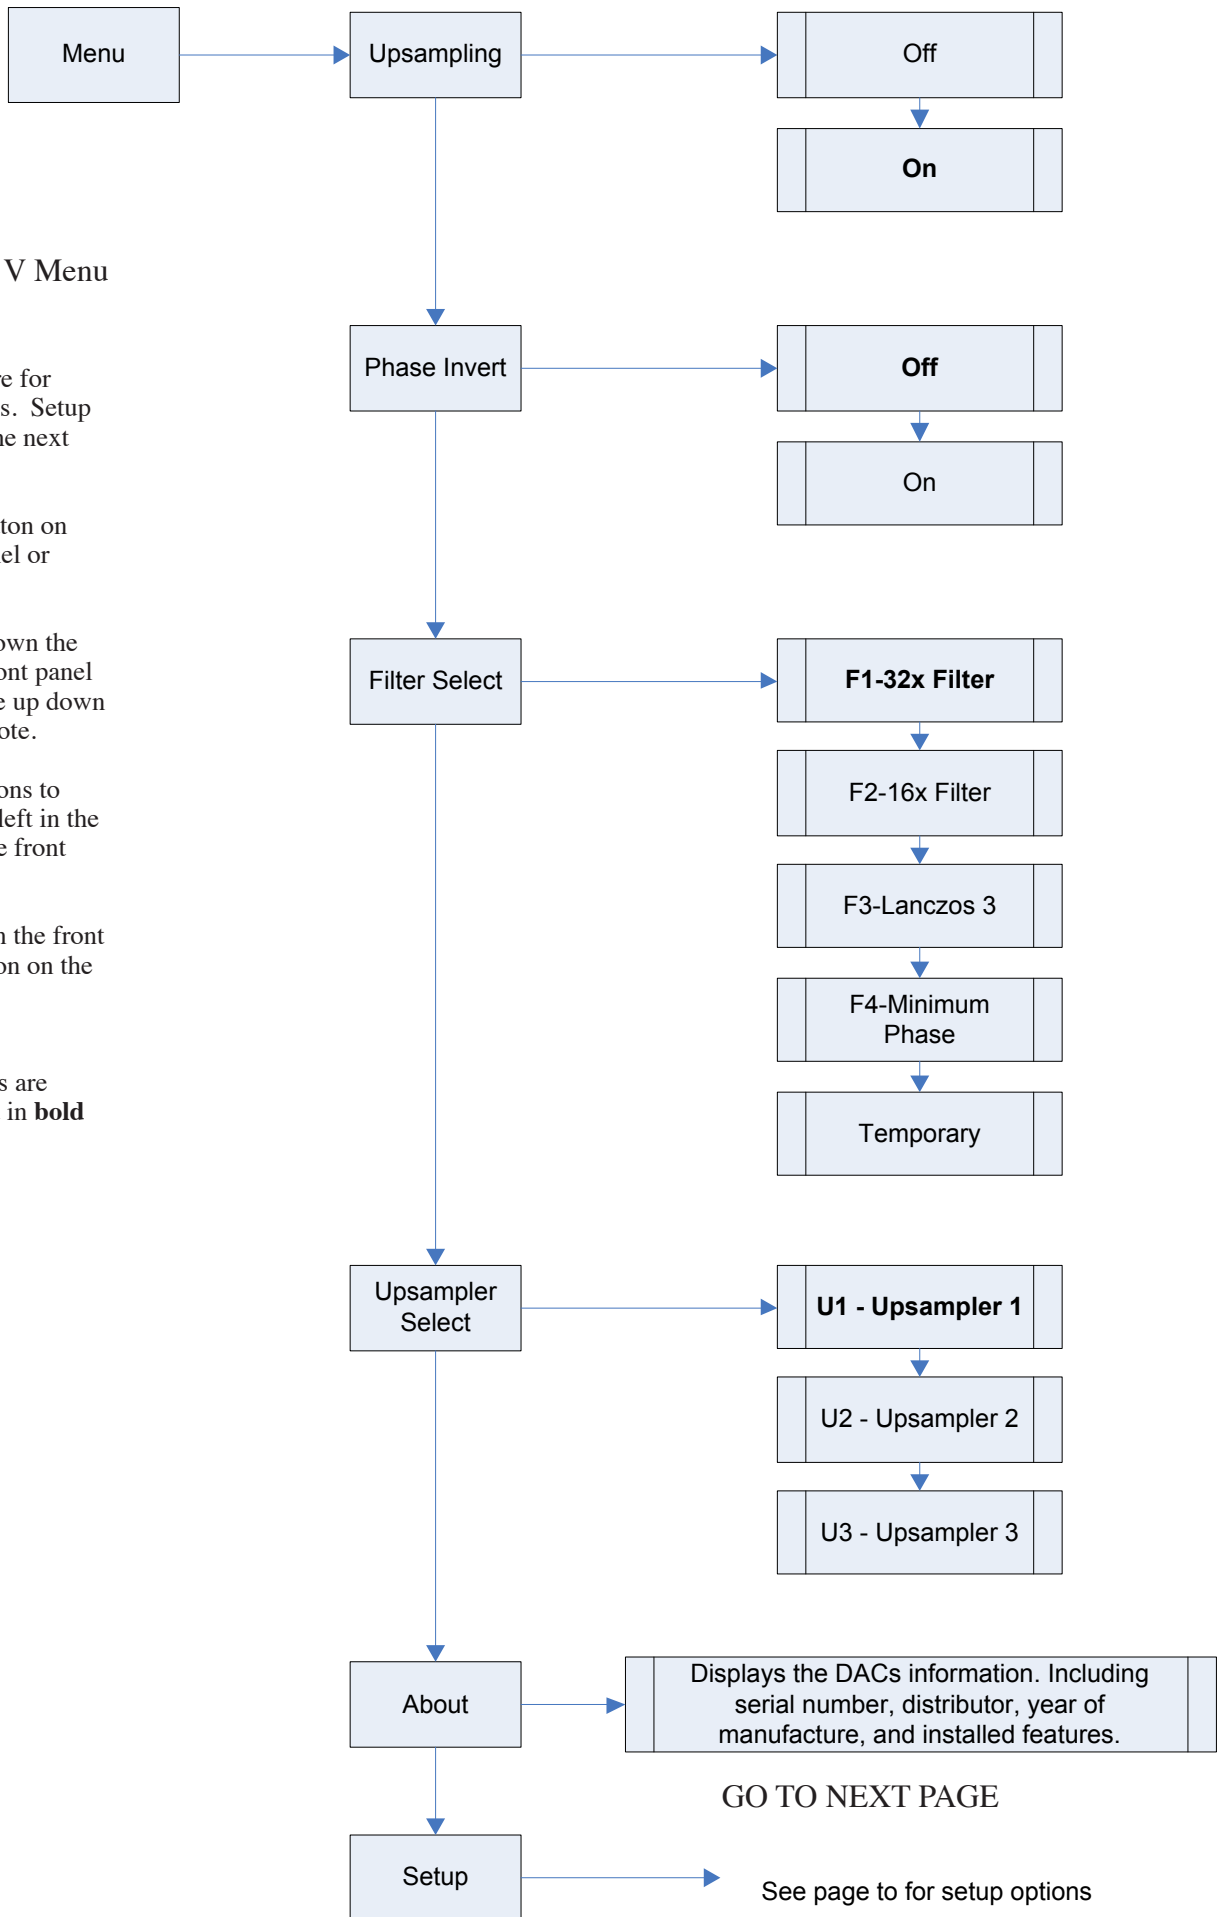 Menu
Upsampling
Off
On
V Menu
Phase Invert
Off
On
e for
s. Setup
he next
ton on
nel or
own the
ont panel
e up down
ote.
ons to
left in the
e front
n the front
on on the
s are
in bold
Filter Select
F1-32x Filter
F2-16x Filter
F3-Lanczos 3
F4-Minimum
Phase
Temporary
Upsampler
Select
U1 - Upsampler 1
U2 - Upsampler 2
U3 - Upsampler 3
About
Displays the DACs information. Including
serial number, distributor, year of
manufacture, and installed features.
GO TO NEXT PAGE
Setup
See page to for setup options